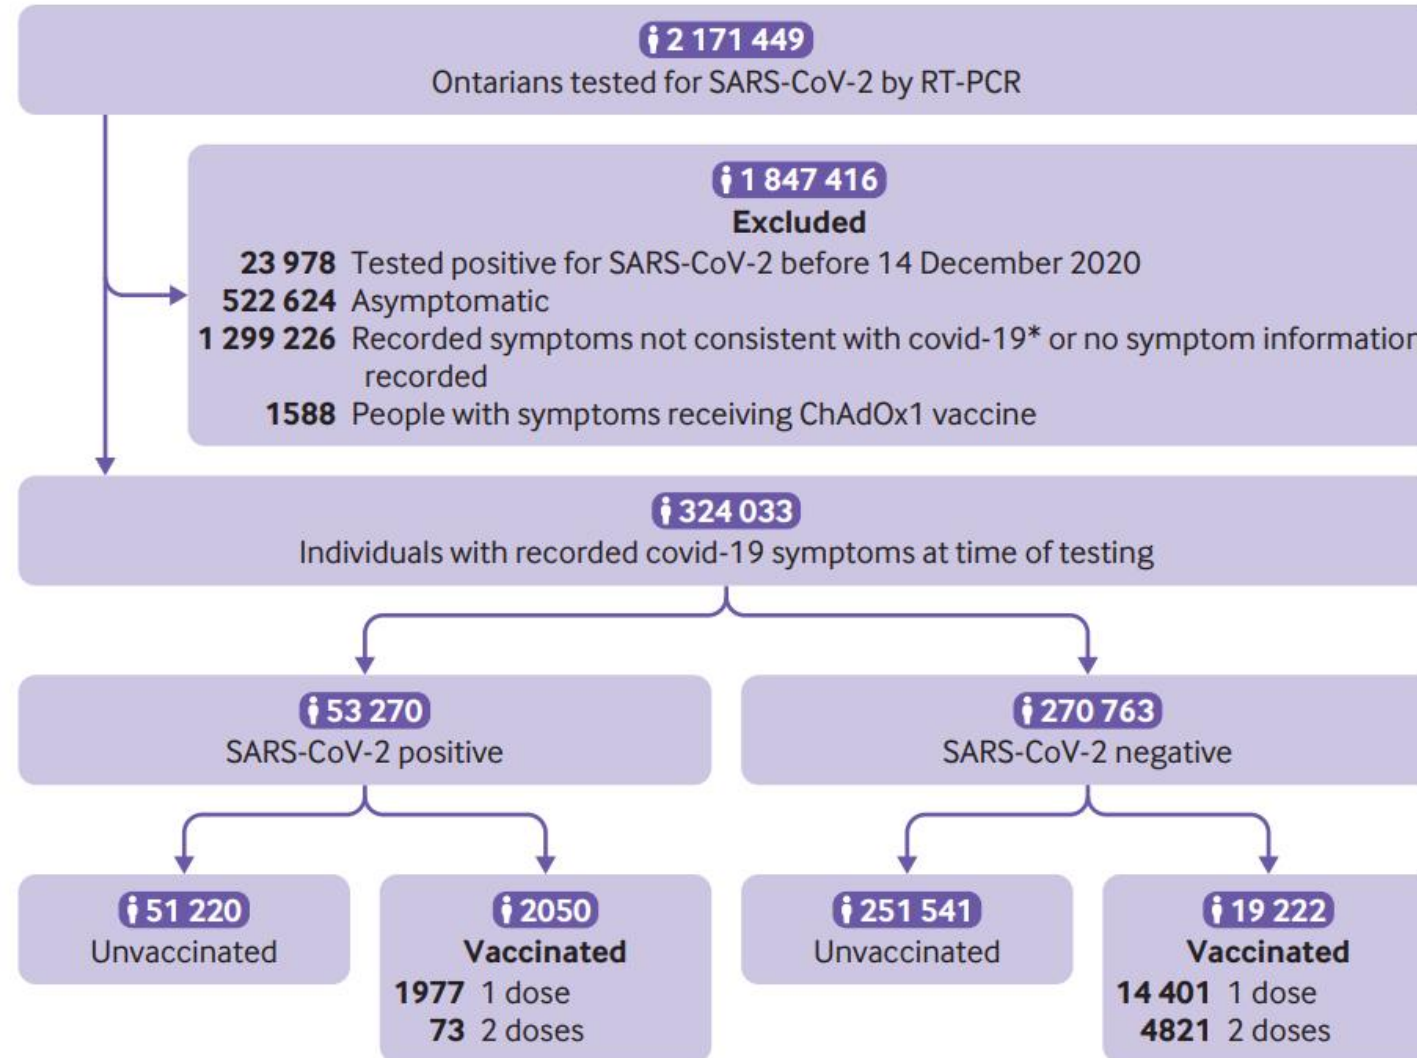 2 171 449
Ontarians tested for SARS-CoV-2 by RT-PCR
1 847 416
Excluded
23 978 Tested positive for SARS-CoV-2 before 14 December 2020
522 624 Asymptomatic
1 299 226 Recorded symptoms not consistent with covid-19* or no symptom information
recorded
1588 People with symptoms receiving ChAdOx1 vaccine
324 033
Individuals with recorded covid-19 symptoms at time of testing
53 270
SARS-CoV-2 positive
270 763
SARS-CoV-2 negative
51 220
Unvaccinated
2050
Vaccinated
1977 1 dose
73 2 doses
251 541
Unvaccinated
19 222
Vaccinated
14 401 1 dose
4821 2 doses